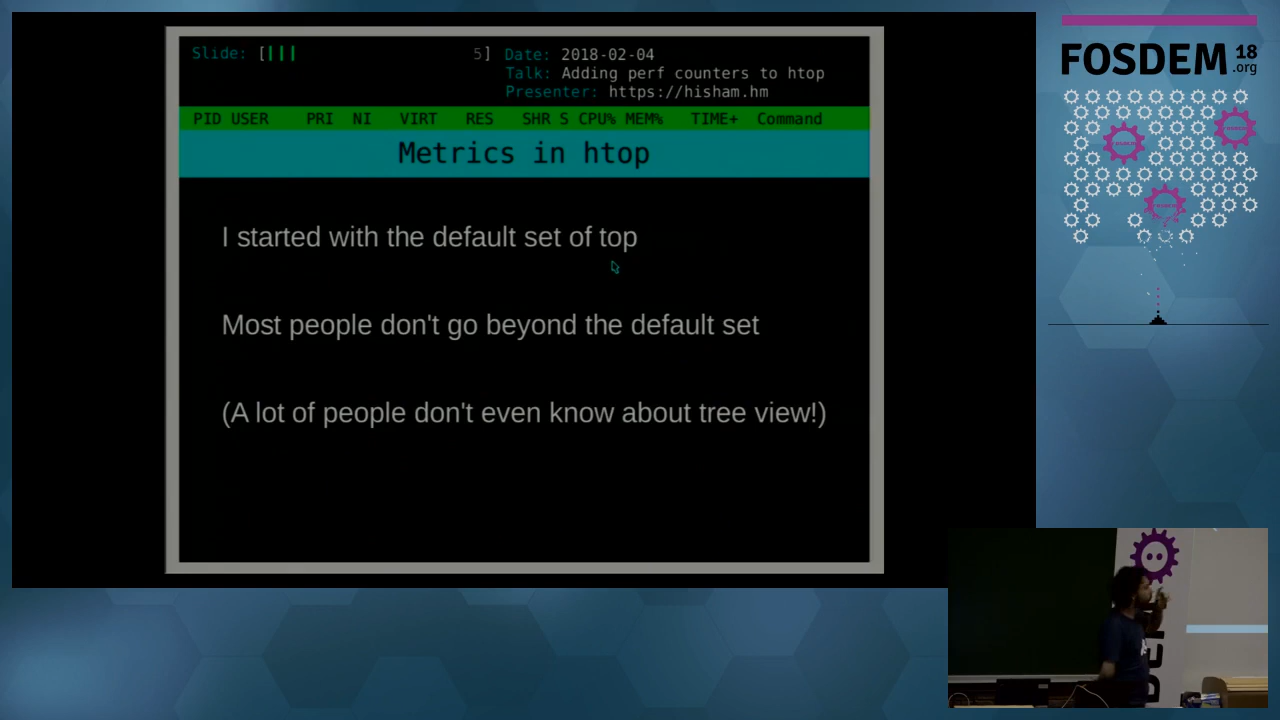 Slide: [||| 5]
Date: 2018-02-04
Talk: Adding perf counters to htop
Presenter: https://hisham.hm
PID USER PRI NI VIRT RES SHR S CPU% MEM% TIME+ Command
Metrics in htop
I started with the default set of top
Most people don't go beyond the default set
(A lot of people don't even know about tree view!)
FOSDEM 18
.org